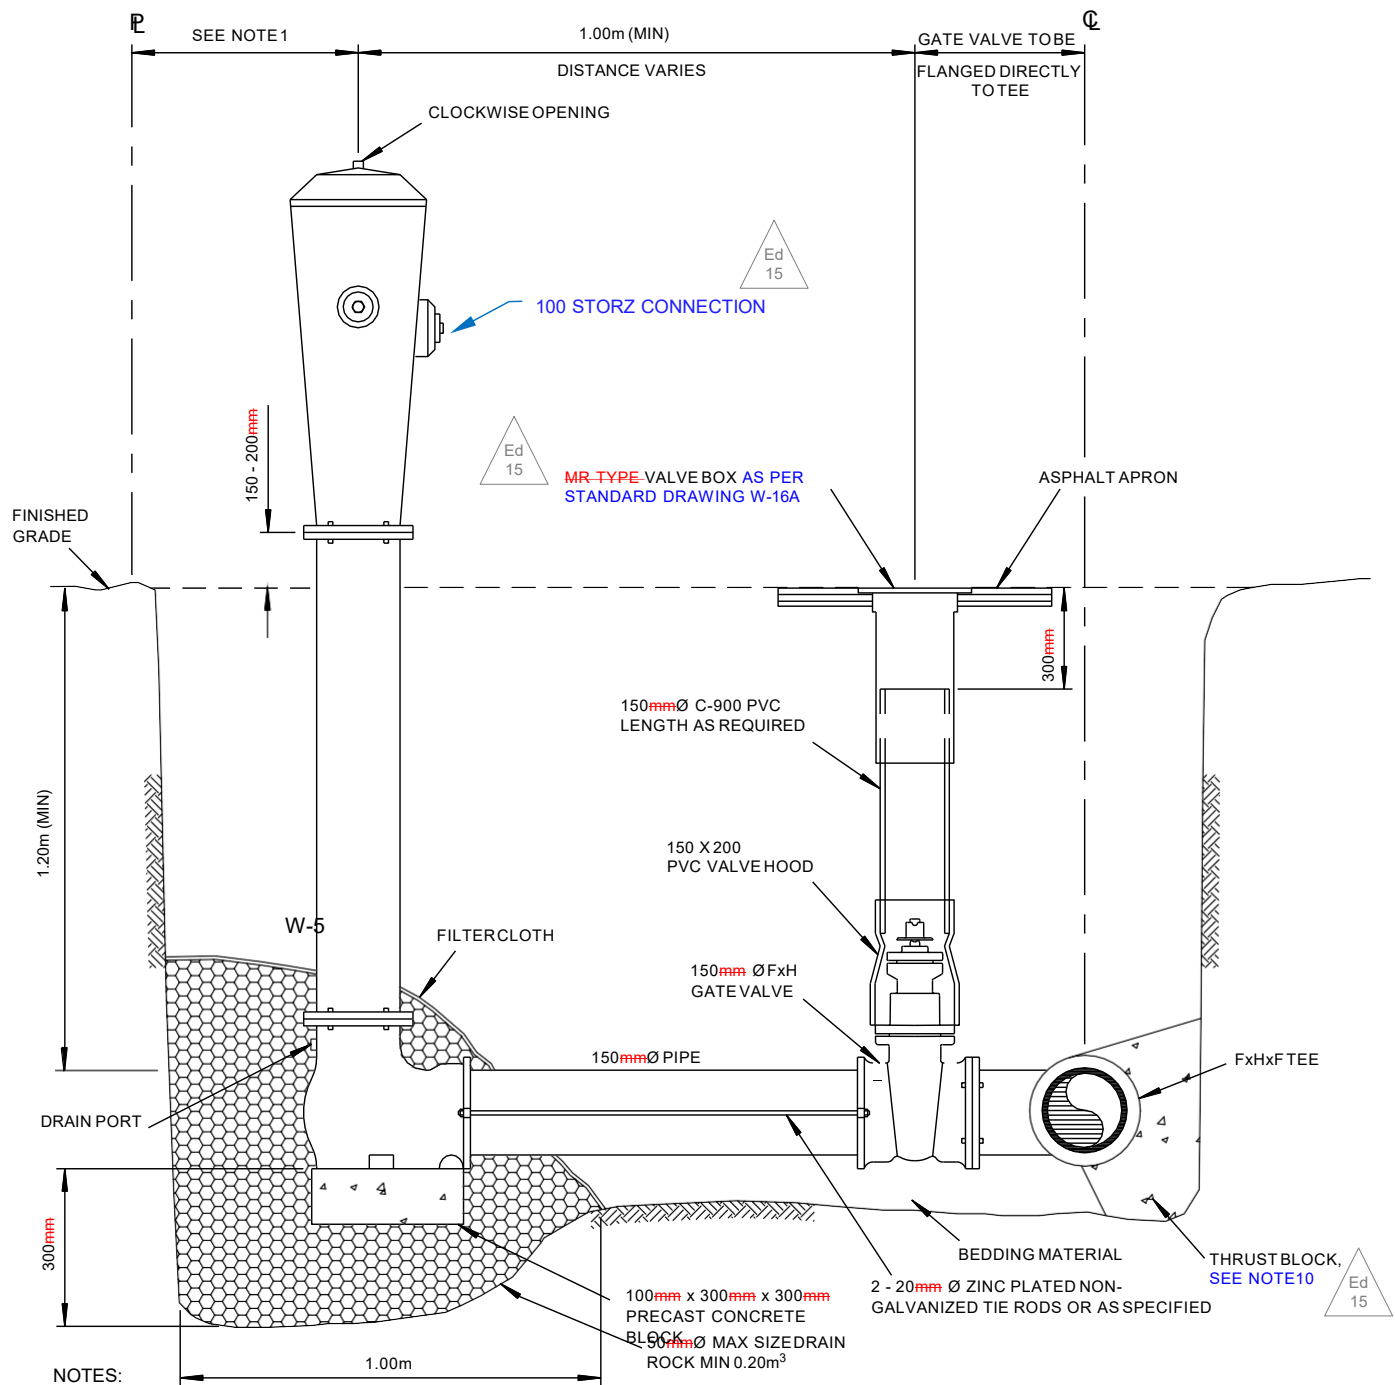 PL
CL
SEE NOTE 1
1.00m (MIN)
GATE VALVE TO BE
DISTANCE VARIES
FLANGED DIRECTLY
TO TEE
CLOCKWISE OPENING
Ed
15
100 STORZ CONNECTION
150 - 200mm
Ed
15
MR TYPE VALVE BOX AS PER
STANDARD DRAWING W-16A
ASPHALT APRON
FINISHED
GRADE
300mm
150mmØ C-900 PVC
LENGTH AS REQUIRED
1.20m (MIN)
150 X 200
PVC VALVE HOOD
W-5
FILTER CLOTH
150mm Ø FxH
GATE VALVE
150mmØ PIPE
FxHxF TEE
DRAIN PORT
300mm
BEDDING MATERIAL
THRUST BLOCK,
SEE NOTE 10
Ed
15
2 - 20mm Ø ZINC PLATED NON-
GALVANIZED TIE RODS OR AS SPECIFIED
100mm x 300mm x 300mm
PRECAST CONCRETE
BLOCK
50mmØ MAX SIZE DRAIN
ROCK MIN 0.20m³
1.00m
NOTES: